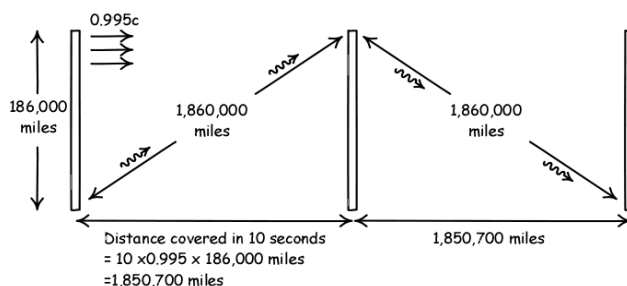 0.995c
186,000
miles
1,860,000
miles
1,860,000
miles
Distance covered in 10 seconds
= 10 x0.995 x 186,000 miles
=1,850,700 miles
1,850,700 miles